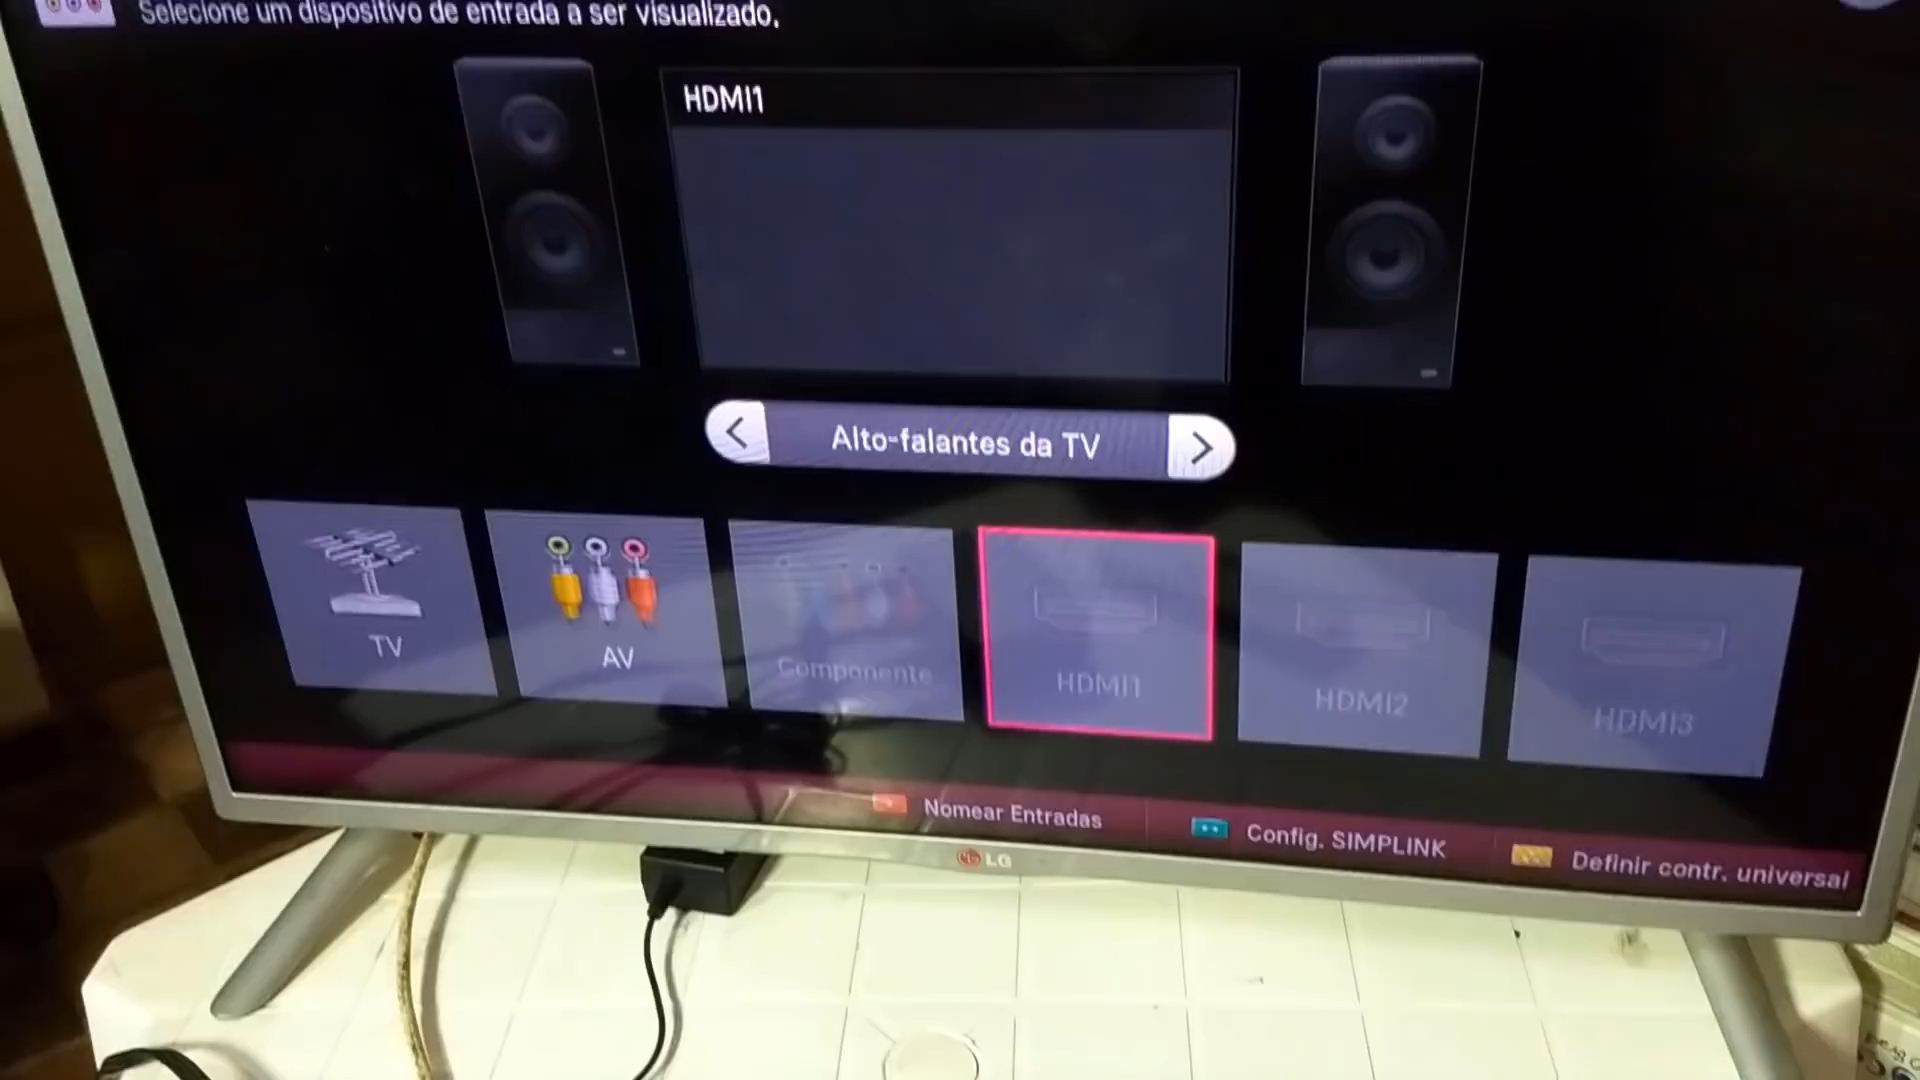 Selecione um dispositivo de entrada a ser visualizado.
HDMI1
Alto-falantes da TV
TV
AV
Componente
HDMI1
HDMI2
HDMI3
Nomear Entradas
Config. SIMPLINK
Definir contr. universal
LG